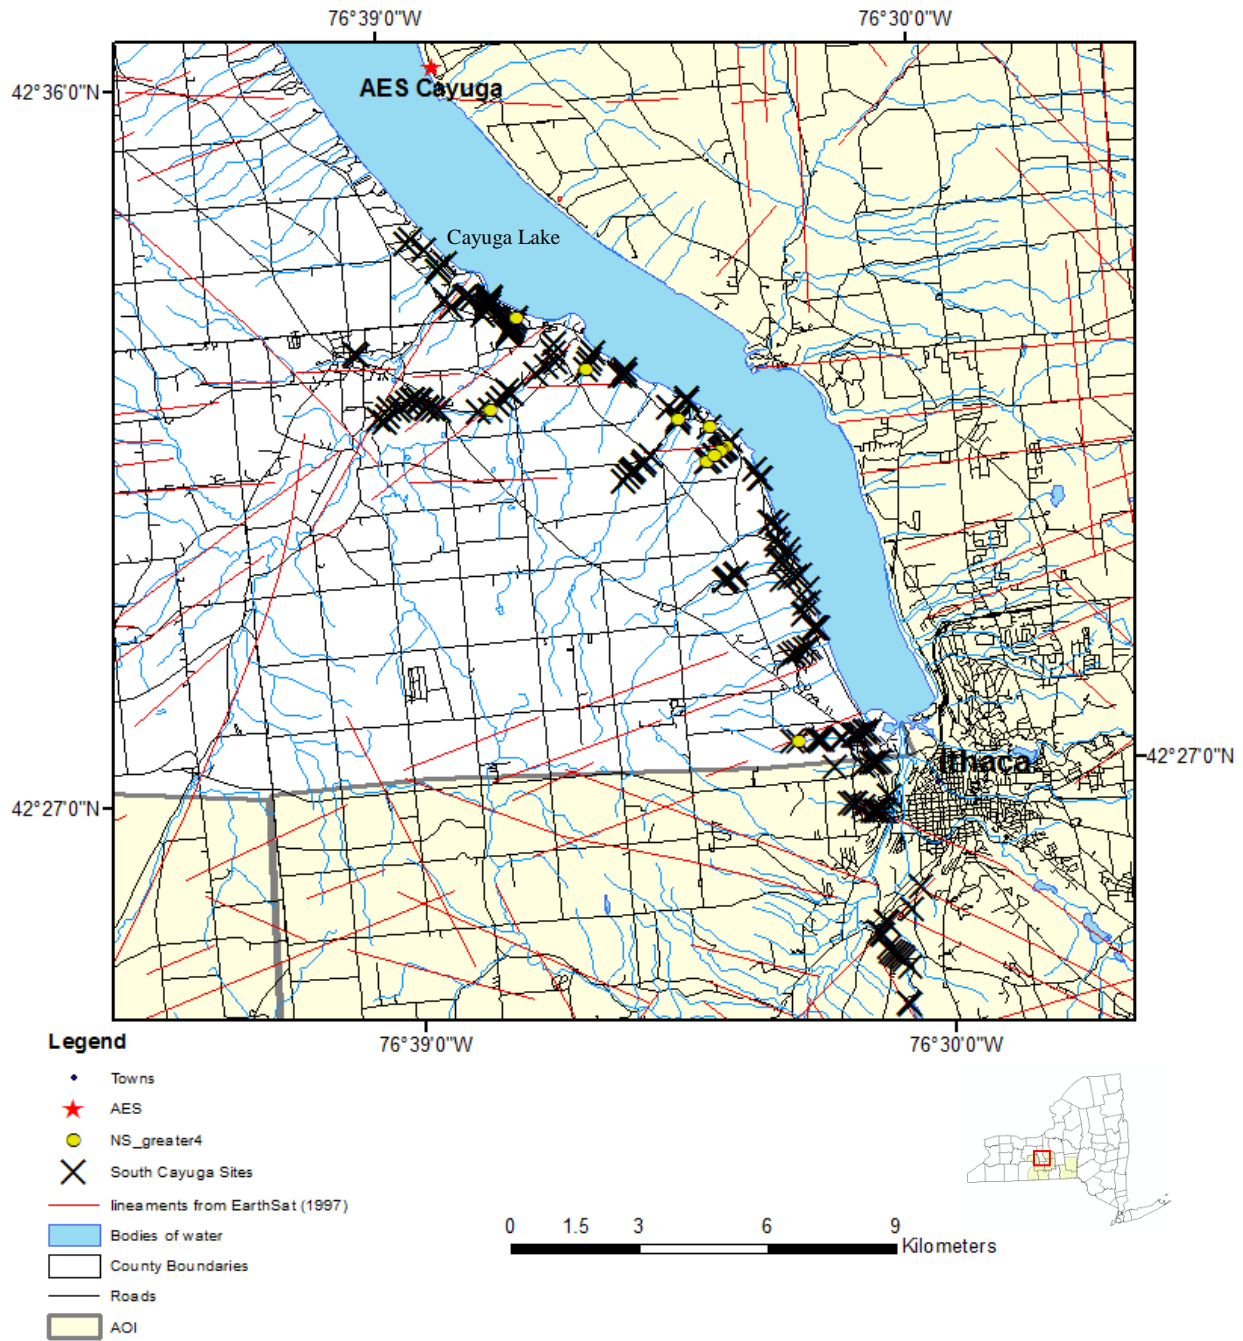 76°39'0"W
76°30'0"W
42°36'0"N
AES Cayuga
Cayuga Lake
42°27'0"N
Ithaca
42°27'0"N
Legend
76°39'0"W
76°30'0"W
Towns
AES
NS_greater4
South Cayuga Sites
lineaments from EarthSat (1997)
0 1.5 3 6 9
Bodies of water
Kilometers
County Boundaries
Roads
AOI